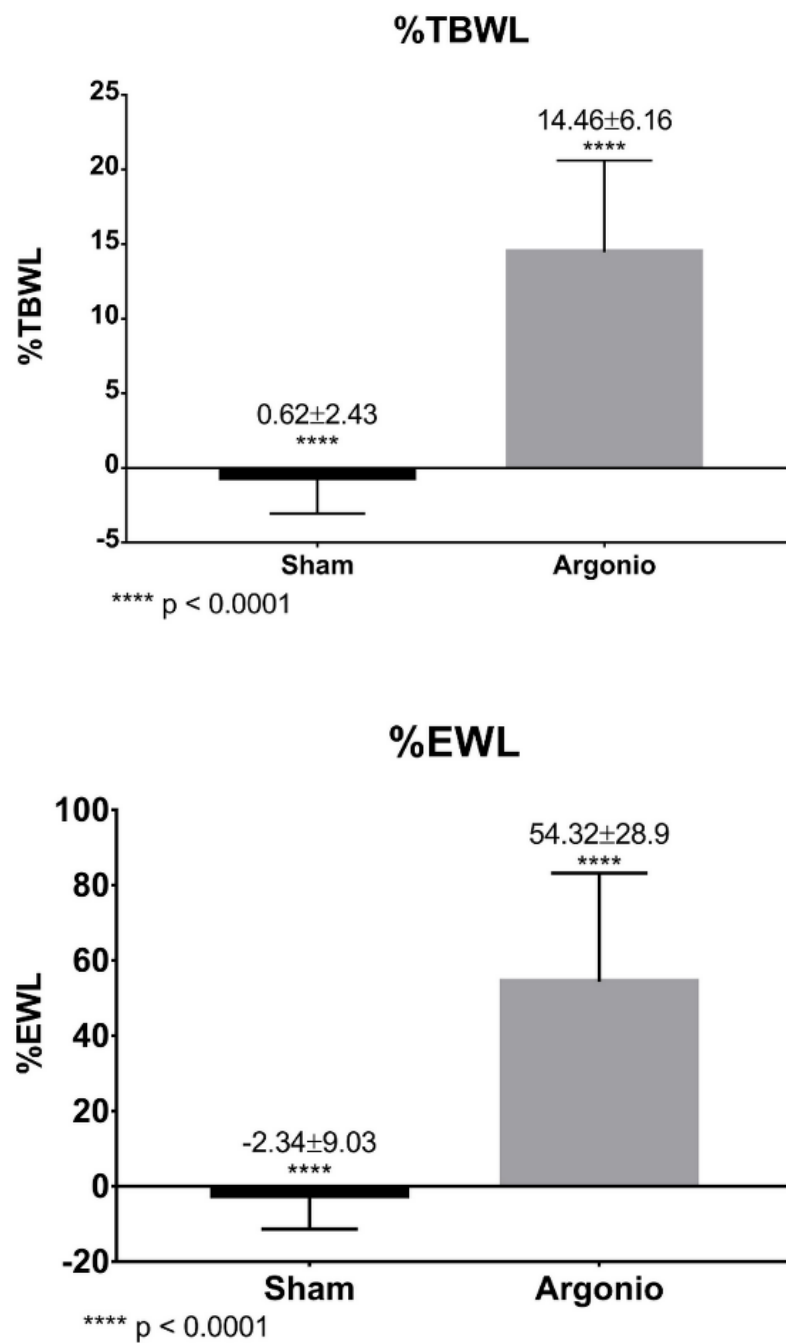 %TBWL
25
14.46±6.16
****
20
15
%TBWL
10
5
0.62±2.43
****
0
-5
Sham Argonio
**** p < 0.0001
%EWL
100
54.32±28.9
****
80
60
%EWL
40
20
-2.34±9.03
****
0
-20
Sham Argonio
**** p < 0.0001